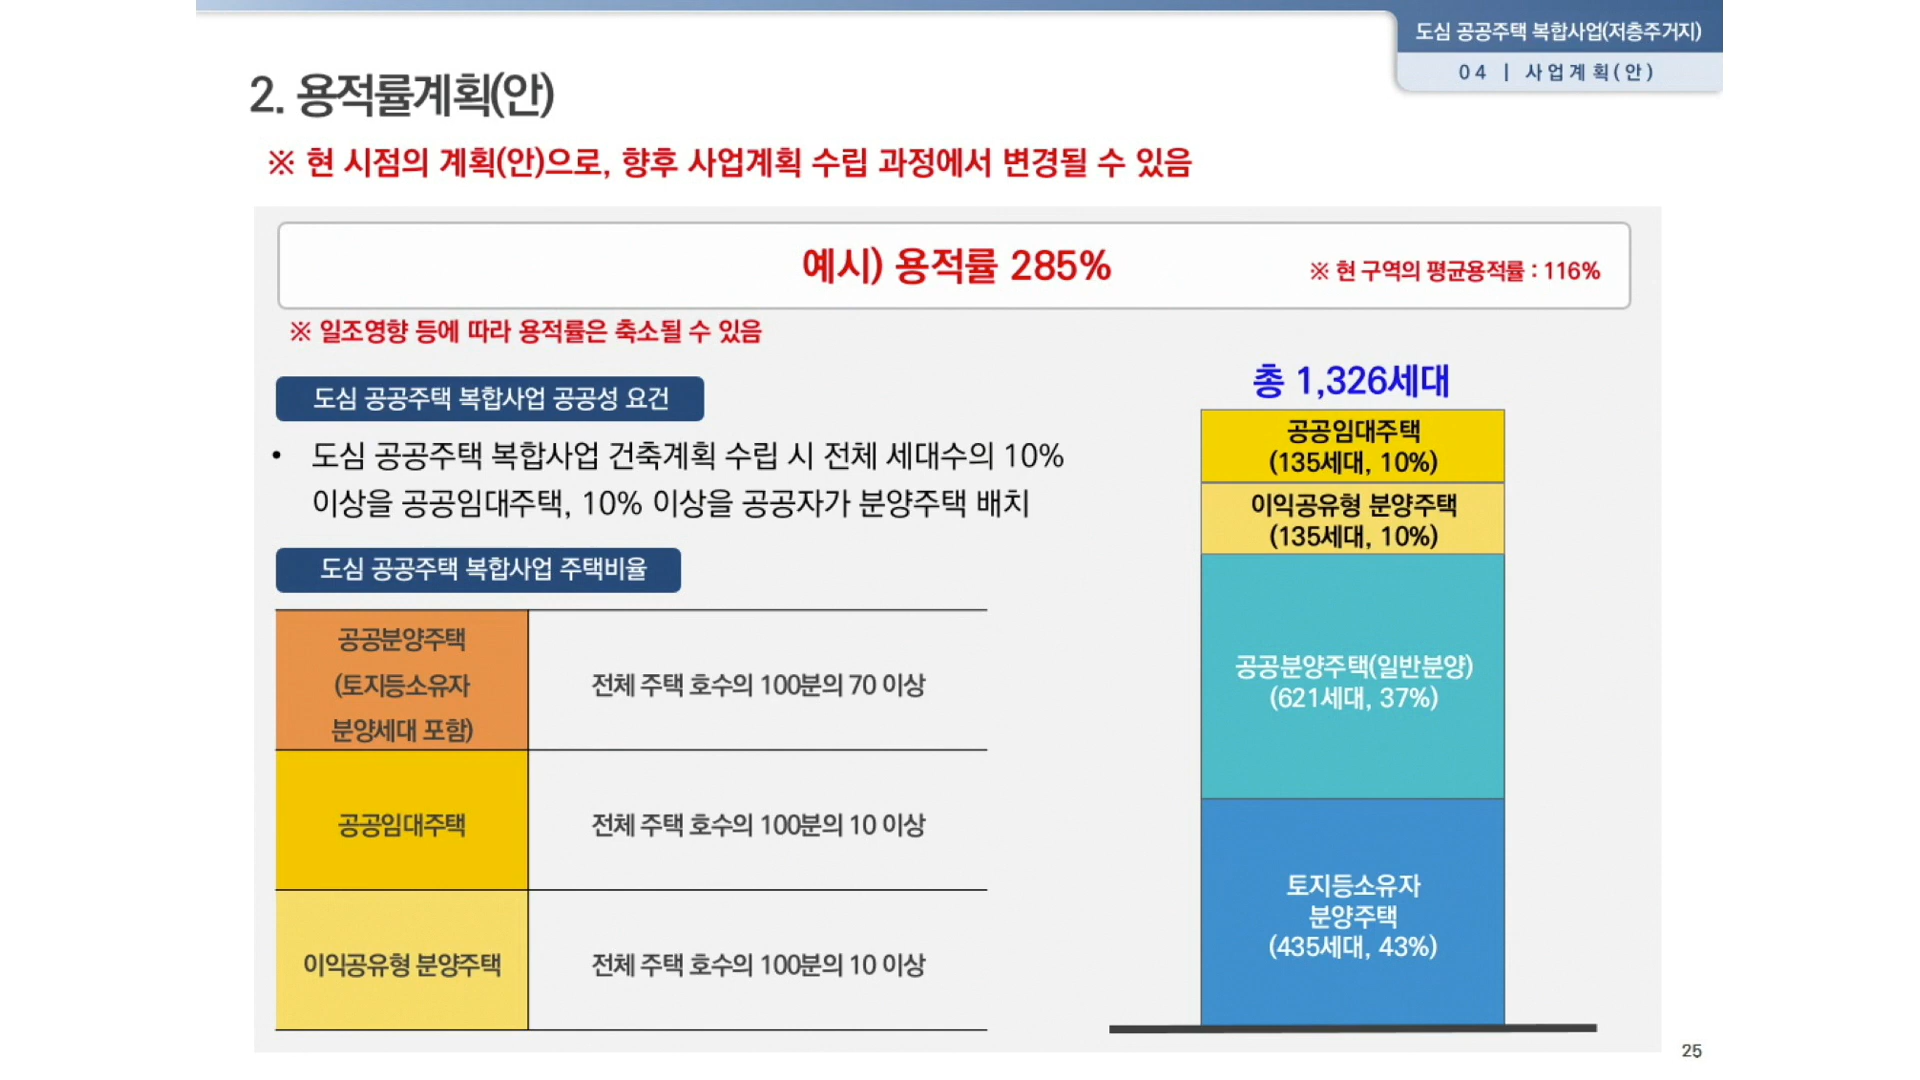 도심 공공주택 복합사업(저층주거지)
04 | 사업계획(안)
2. 용적률계획(안)
※ 현 시점의 계획(안)으로, 향후 사업계획 수립 과정에서 변경될 수 있음
예시) 용적률 285%
※ 현 구역의 평균용적률 : 116%
※ 일조영향 등에 따라 용적률은 축소될 수 있음
도심 공공주택 복합사업 공공성 요건
• 도심 공공주택 복합사업 건축계획 수립 시 전체 세대수의 10%
이상을 공공임대주택, 10% 이상을 공공자가 분양주택 배치
도심 공공주택 복합사업 주택비율
공공분양주택
(토지등소유자
분양세대 포함)
전체 주택 호수의 100분의 70 이상
공공임대주택
전체 주택 호수의 100분의 10 이상
이익공유형 분양주택
전체 주택 호수의 100분의 10 이상
총 1,326세대
공공임대주택
(135세대, 10%)
이익공유형 분양주택
(135세대, 10%)
공공분양주택(일반분양)
(621세대, 37%)
토지등소유자
분양주택
(435세대, 43%)
25